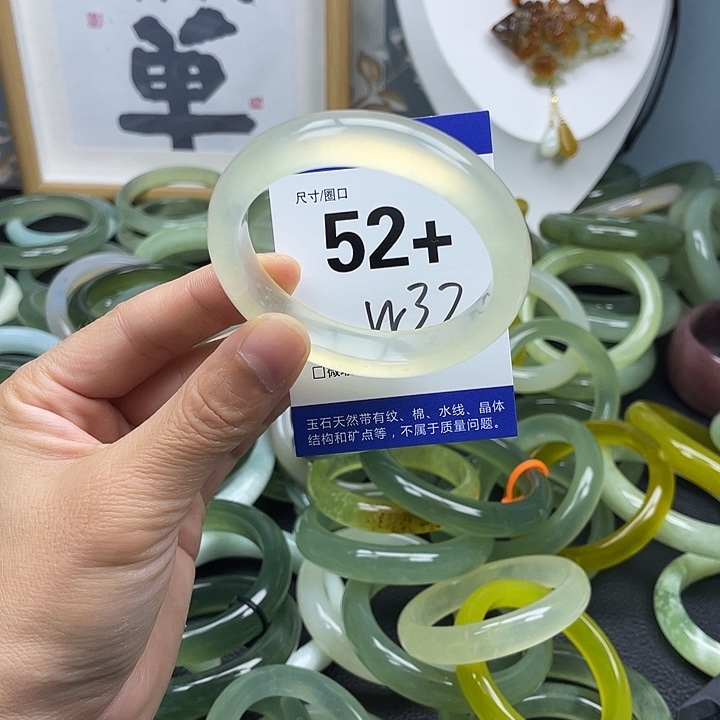 單
尺寸/圈口
52+
W32
玉石天然带有纹、棉、水线、晶体
结构和矿点等，不属于质量问题。